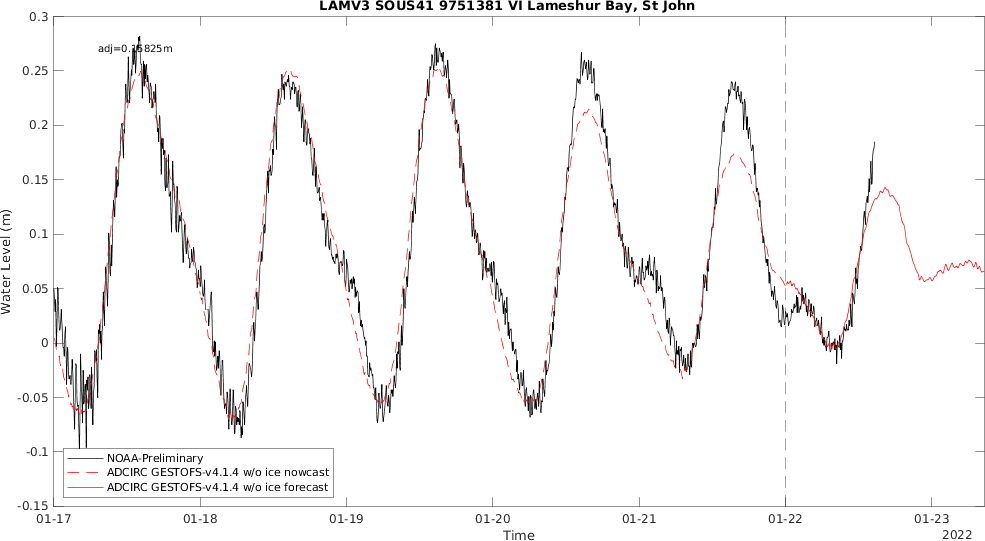 LAMV3 SOUS41 9751381 VI Lameshur Bay, St John
0.3
adj=0.15825m
0.25
0.2
0.15
0.1
0.05
0
-0.05
-0.1
-0.15
Water Level (m)
NOAA-Preliminary
ADCIRC GESTOFS-v4.1.4 w/o ice nowcast
ADCIRC GESTOFS-v4.1.4 w/o ice forecast
01-17 01-18 01-19 01-20 01-21 01-22 01-23
Time
2022